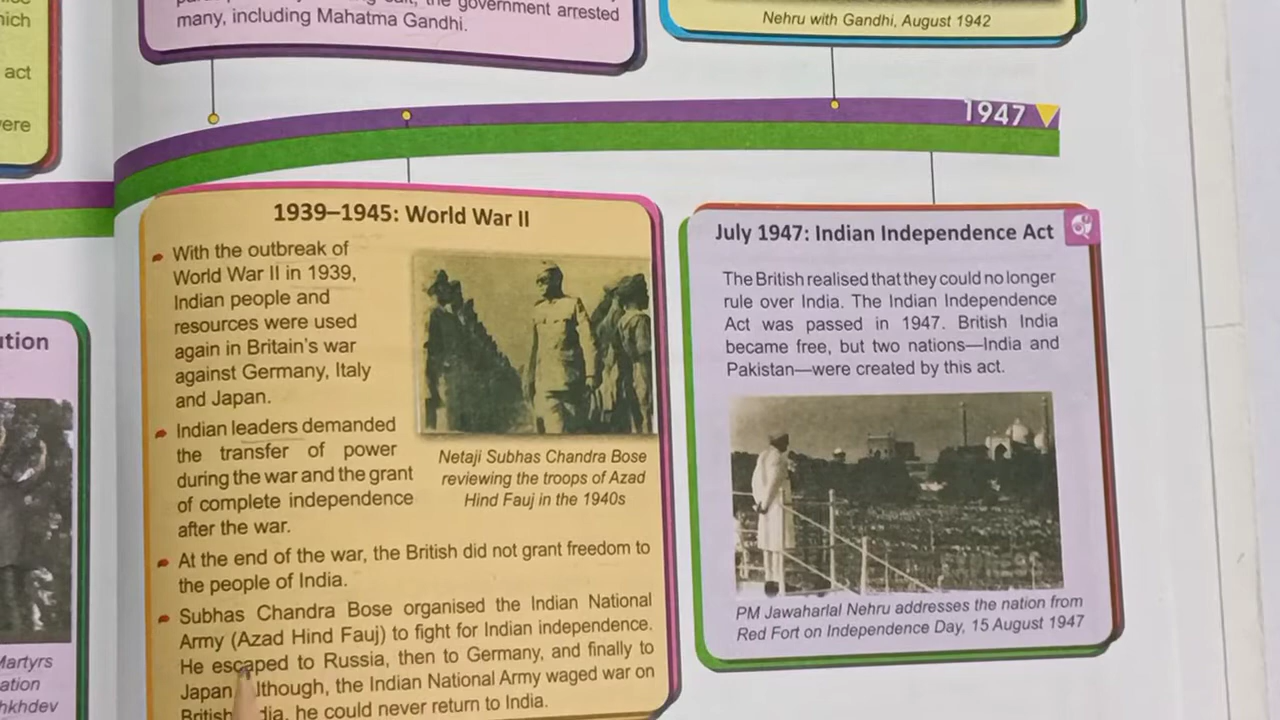 hich
act
ere
the government arrested
many, including Mahatma Gandhi.
Nehru with Gandhi, August 1942
1947
1939–1945: World War II
With the outbreak of
World War II in 1939,
Indian people and
resources were used
again in Britain's war
against Germany, Italy
and Japan.
Indian leaders demanded
the transfer of power
during the war and the grant
of complete independence
after the war.
Netaji Subhas Chandra Bose
reviewing the troops of Azad
Hind Fauj in the 1940s
At the end of the war, the British did not grant freedom to
the people of India.
Subhas Chandra Bose organised the Indian National
Army (Azad Hind Fauj) to fight for Indian independence.
He escaped to Russia, then to Germany, and finally to
Japan. lthough, the Indian National Army waged war on
British dia, he could never return to India.
July 1947: Indian Independence Act
The British realised that they could no longer
rule over India. The Indian Independence
Act was passed in 1947. British India
became free, but two nations—India and
Pakistan—were created by this act.
PM Jawaharlal Nehru addresses the nation from
Red Fort on Independence Day, 15 August 1947
ution
Martyrs
ation
hkhdev